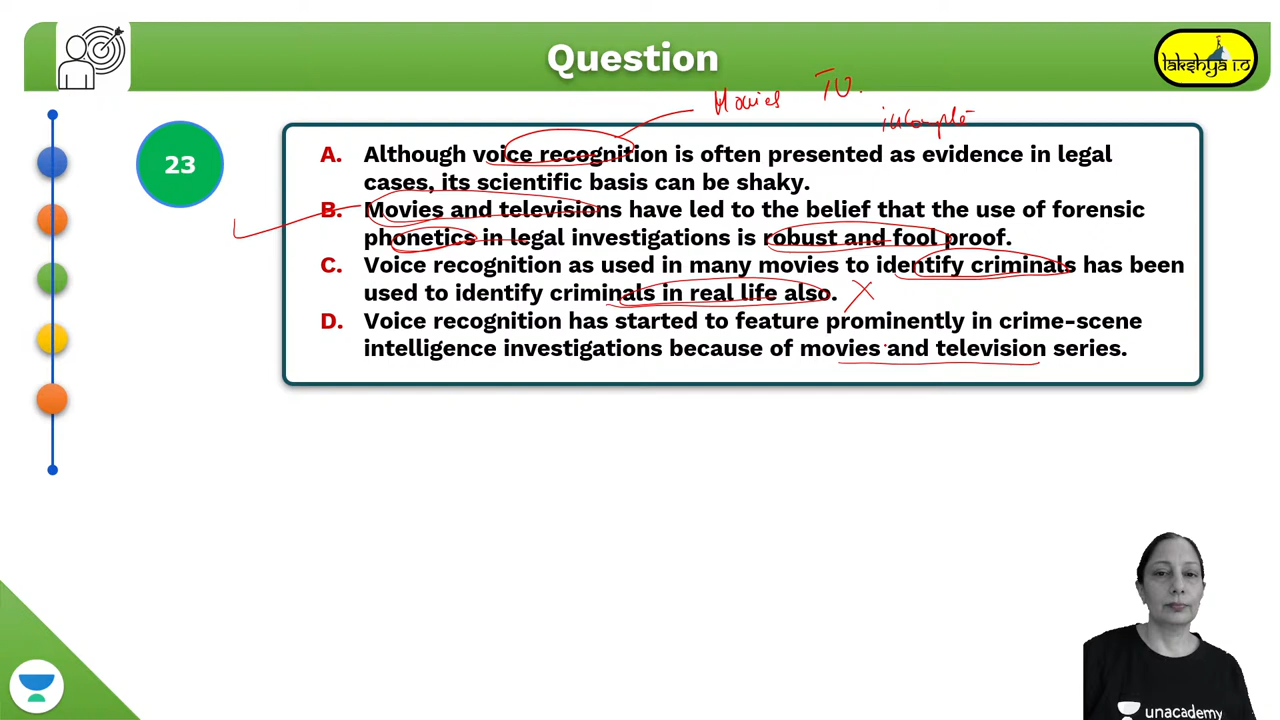 Question
lakshya 1.0
Movies TV.
incomplete
23
A. Although voice recognition is often presented as evidence in legal
cases, its scientific basis can be shaky.
B. Movies and televisions have led to the belief that the use of forensic
phonetics in legal investigations is robust and fool proof.
C. Voice recognition as used in many movies to identify criminals has been
used to identify criminals in real life also.
D. Voice recognition has started to feature prominently in crime-scene
intelligence investigations because of movies and television series.
unacademy